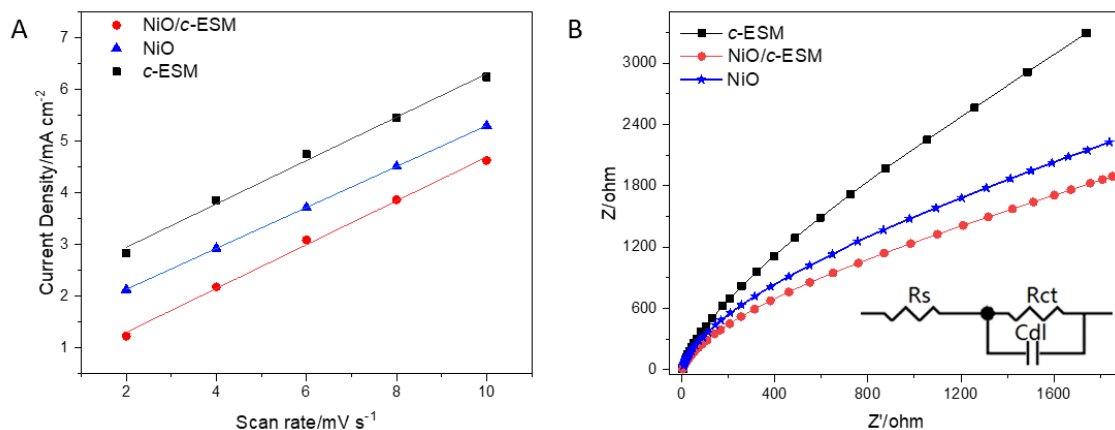 A
NiO/c-ESM
NiO
c-ESM
7
6
5
4
3
2
1
Current Density/mA cm⁻²
2
4
6
8
10
Scan rate/mV s⁻¹
B
c-ESM
NiO/c-ESM
NiO
3000
2400
1800
1200
600
0
Z/ohm
0
400
800
1200
1600
Z'/ohm
Rs
Rct
Cdl